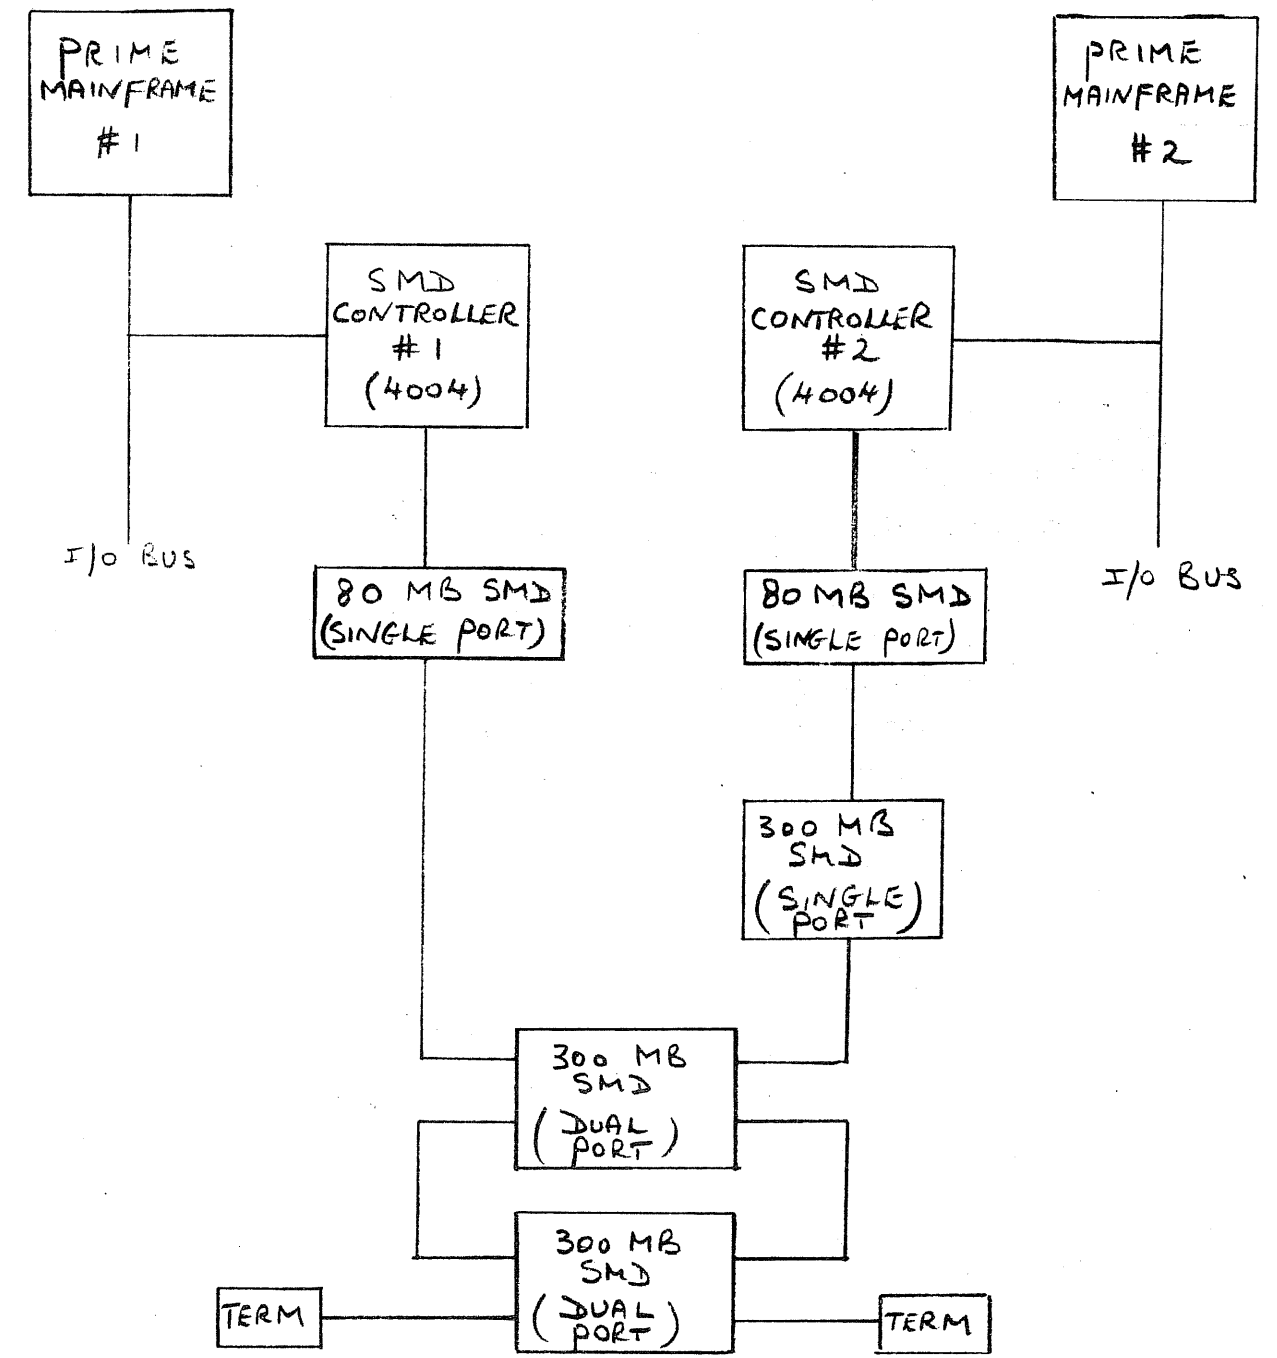 PRIME
MAINFRAME
# 1
PRIME
MAINFRAME
# 2
SMD
CONTROLLER
# 1
(4004)
SMD
CONTROLLER
# 2
(4004)
I/O BUS
I/O BUS
80 MB SMD
(SINGLE PORT)
80 MB SMD
(SINGLE PORT)
300 MB
SMD
(SINGLE
PORT)
300 MB
SMD
(DUAL
PORT)
300 MB
SMD
(DUAL
PORT)
TERM
TERM